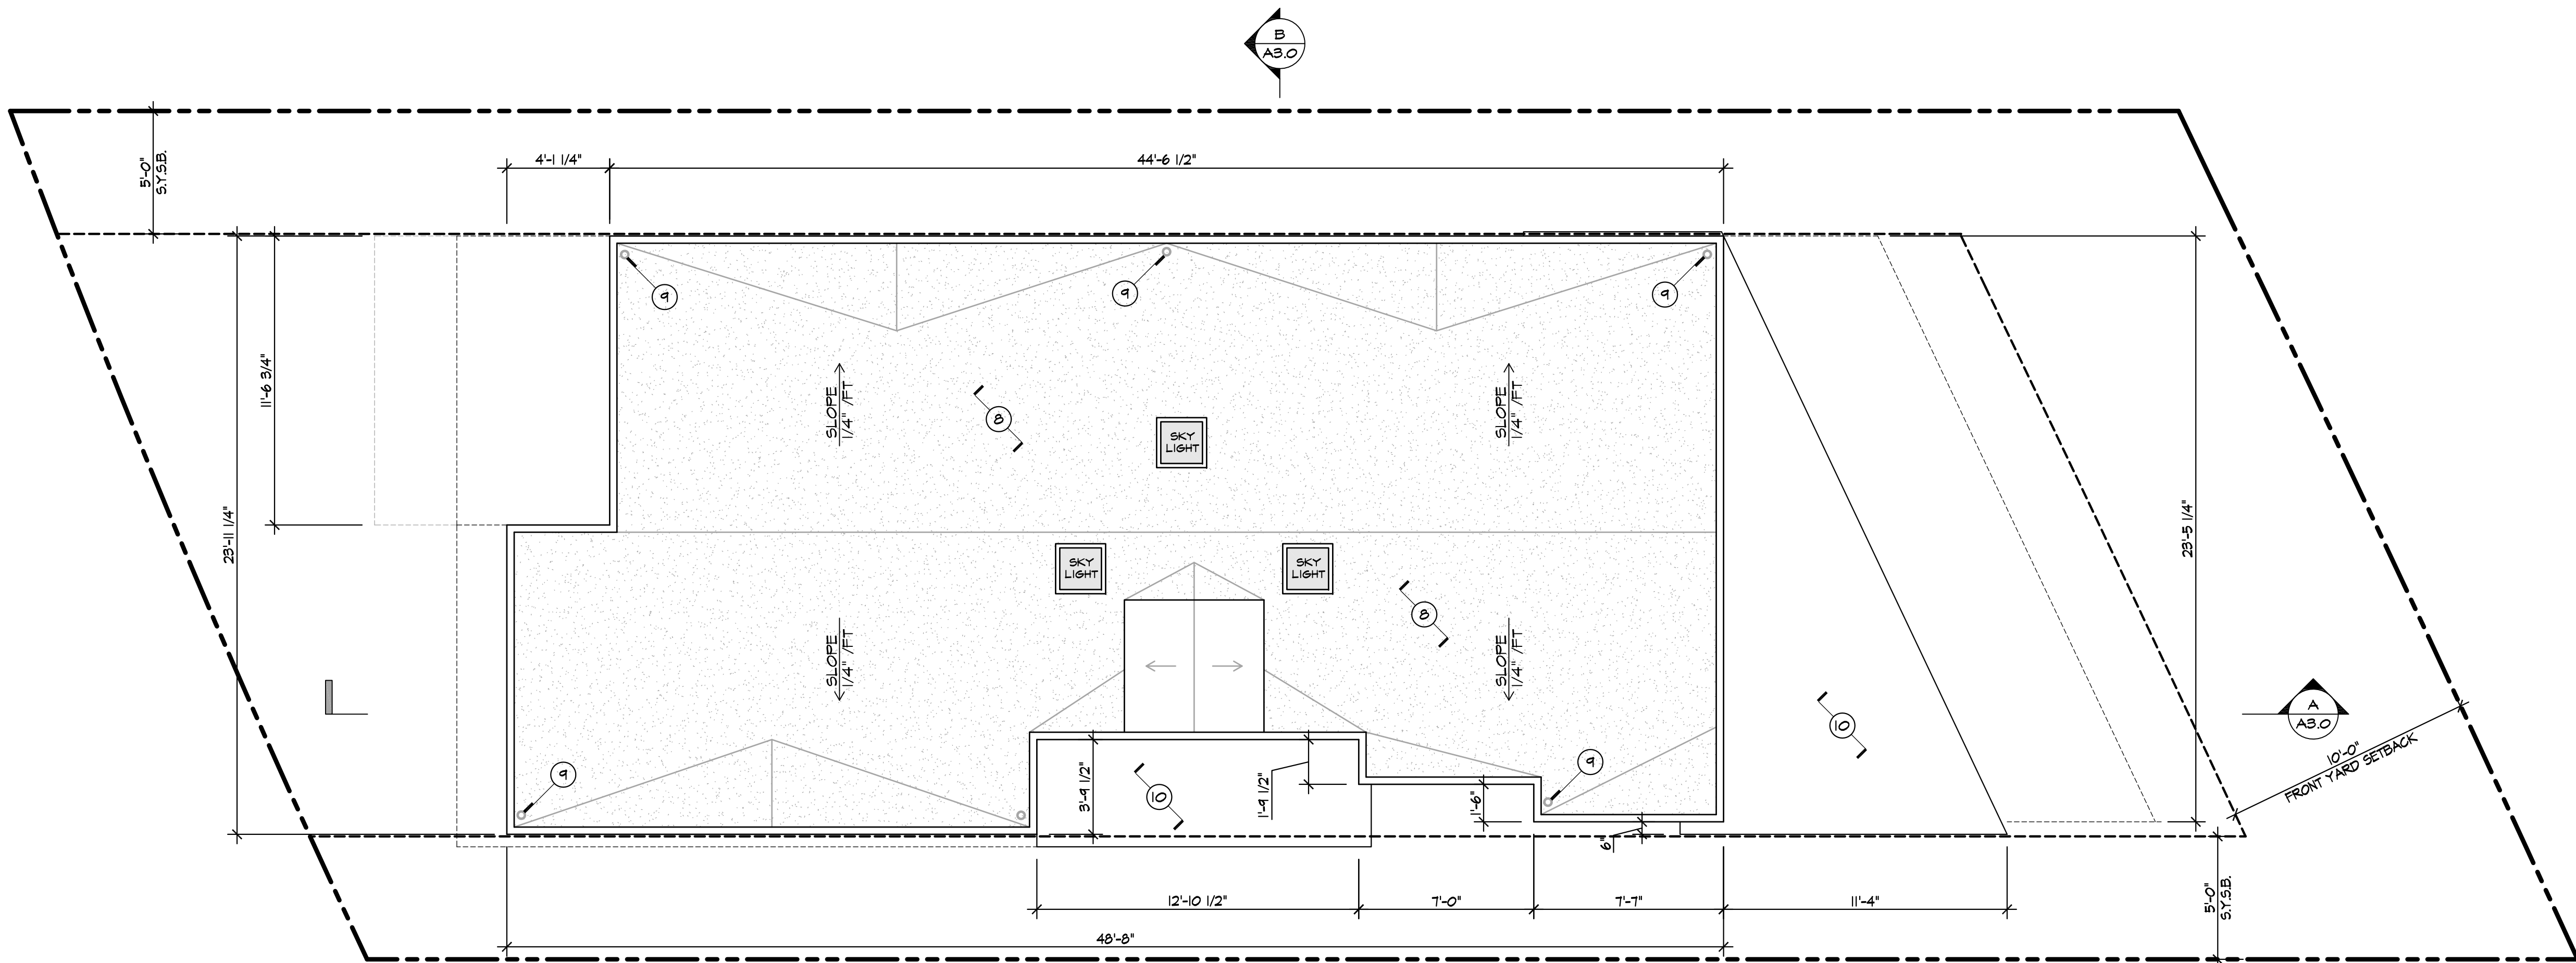 B
A3.0
5'-0"
S.Y.S.B.
4'-1 1/4"
44'-6 1/2"
9
9
9
11'-6 3/4"
23'-11 1/4"
SLOPE
1/4" /FT
8
SKY
LIGHT
SLOPE
1/4" /FT
23'-5 1/4"
SKY
LIGHT
SKY
LIGHT
8
SLOPE
1/4" /FT
SLOPE
1/4" /FT
A
A3.0
10
10'-0"
FRONT YARD SETBACK
9
9
3'-9 1/2"
10
1'-9 1/2"
1'-6"
6"
12'-10 1/2"
7'-0"
7'-7"
11'-4"
5'-0"
S.Y.S.B.
48'-8"